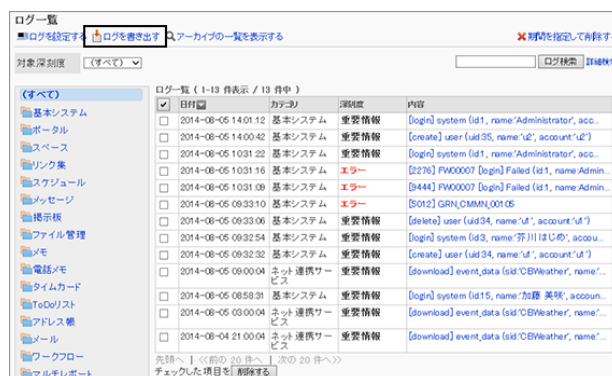 ログ一覧
ログを設定する ログを書き出す アーカイブの一覧を表示する 期間を指定して削除す
対象深刻度 (すべて) ログ検索 詳細検
(すべて)
基本システム
ポータル
スペース
リンク集
スケジュール
メッセージ
掲示板
ファイル管理
メモ
電話メモ
タイムカード
ToDoリスト
アドレス帳
メール
ワークフロー
マルチレポート
ログ一覧 ( 1-13 件表示 / 13 件中 )
日付 カテゴリ 深刻度 内容
2014-08-05 14:01:12 基本システム 重要情報 [login] system (id:1, name:'Administrator', acc...
2014-08-05 14:00:42 基本システム 重要情報 [create] user (uid:35, name:'u2', account:'u2')
2014-08-05 10:31:22 基本システム 重要情報 [login] system (id:1, name:'Administrator', acc...
2014-08-05 10:31:16 基本システム エラー [2276] FW00007 [login] Failed (id:1, name:'Admin...
2014-08-05 10:31:09 基本システム エラー [9444] FW00007 [login] Failed (id:1, name:'Admin...
2014-08-05 09:33:10 基本システム エラー [5012] GRN_CMMN_00105
2014-08-05 09:33:06 基本システム 重要情報 [delete] user (uid:34, name:'u1', account:'u1')
2014-08-05 09:32:54 基本システム 重要情報 [login] system (id:3, name:'芥川 はじめ', accou...
2014-08-05 09:32:32 基本システム 重要情報 [create] user (uid:34, name:'u1', account:'u1')
2014-08-05 09:00:04 ネット連携サービス 重要情報 [download] event_data (sid:'CBWeather', name:'...
2014-08-05 08:58:31 基本システム 重要情報 [login] system (id:15, name:'加藤 美咲', accoun...
2014-08-05 03:00:04 ネット連携サービス 重要情報 [download] event_data (sid:'CBWeather', name:'...
2014-08-04 21:00:04 ネット連携サービス 重要情報 [download] event_data (sid:'CBWeather', name:'...
先頭へ | <<前の 20 件へ | 次の 20 件へ>>
チェックした項目を 削除する